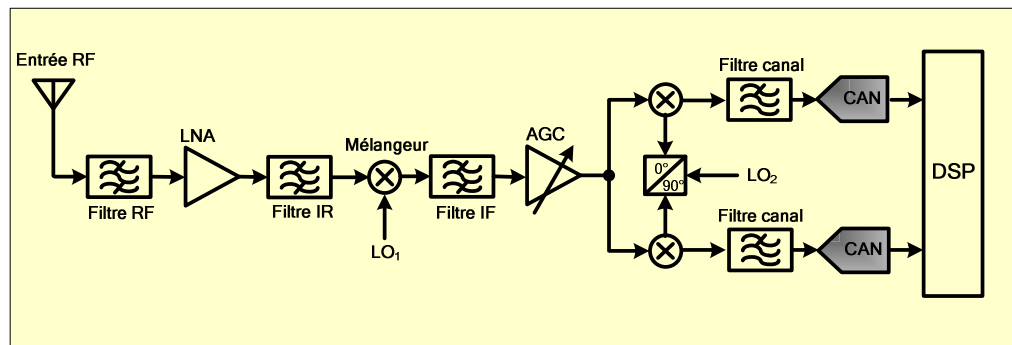 Entrée RF
LNA
Filtre RF
Filtre IR
Mélangeur
LO₁
Filtre IF
AGC
Filtre canal
CAN
0°
90°
LO₂
DSP
Filtre canal
CAN